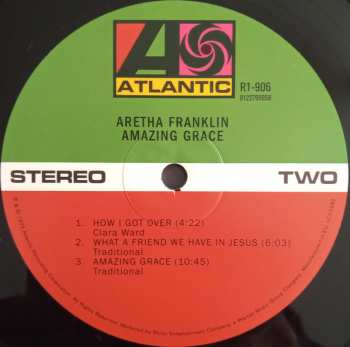 ATLANTIC
R1-906
ARETHA FRANKLIN
AMAZING GRACE
STEREO
TWO
1. HOW I GOT OVER (4:22)
Clara Ward
2. WHAT A FRIEND WE HAVE IN JESUS (6:03)
Traditional
3. AMAZING GRACE (10:45)
Traditional